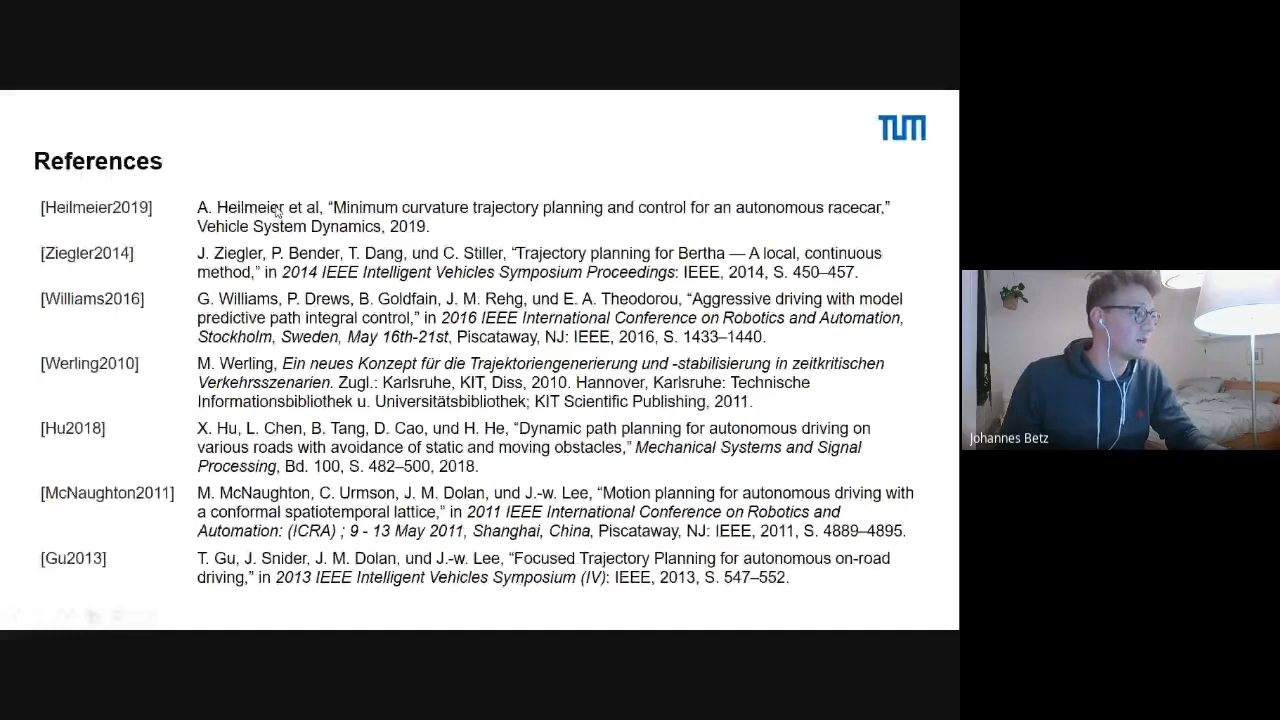 TUM
References
[Heilmeier2019] A. Heilmeier et al, “Minimum curvature trajectory planning and control for an autonomous racecar,”
Vehicle System Dynamics, 2019.
[Ziegler2014] J. Ziegler, P. Bender, T. Dang, und C. Stiller, “Trajectory planning for Bertha — A local, continuous
method,” in 2014 IEEE Intelligent Vehicles Symposium Proceedings: IEEE, 2014, S. 450–457.
[Williams2016] G. Williams, P. Drews, B. Goldfain, J. M. Rehg, und E. A. Theodorou, “Aggressive driving with model
predictive path integral control,” in 2016 IEEE International Conference on Robotics and Automation,
Stockholm, Sweden, May 16th-21st, Piscataway, NJ: IEEE, 2016, S. 1433–1440.
[Werling2010] M. Werling, Ein neues Konzept für die Trajektoriengenerierung und -stabilisierung in zeitkritischen
Verkehrsszenarien. Zugl.: Karlsruhe, KIT, Diss, 2010. Hannover, Karlsruhe: Technische
Informationsbibliothek u. Universitätsbibliothek; KIT Scientific Publishing, 2011.
[Hu2018] X. Hu, L. Chen, B. Tang, D. Cao, und H. He, “Dynamic path planning for autonomous driving on
various roads with avoidance of static and moving obstacles,” Mechanical Systems and Signal
Processing, Bd. 100, S. 482–500, 2018.
[McNaughton2011] M. McNaughton, C. Urmson, J. M. Dolan, und J.-w. Lee, “Motion planning for autonomous driving with
a conformal spatiotemporal lattice,” in 2011 IEEE International Conference on Robotics and
Automation: (ICRA) ; 9 - 13 May 2011, Shanghai, China, Piscataway, NJ: IEEE, 2011, S. 4889–4895.
[Gu2013] T. Gu, J. Snider, J. M. Dolan, und J.-w. Lee, “Focused Trajectory Planning for autonomous on-road
driving,” in 2013 IEEE Intelligent Vehicles Symposium (IV): IEEE, 2013, S. 547–552.
Johannes Betz